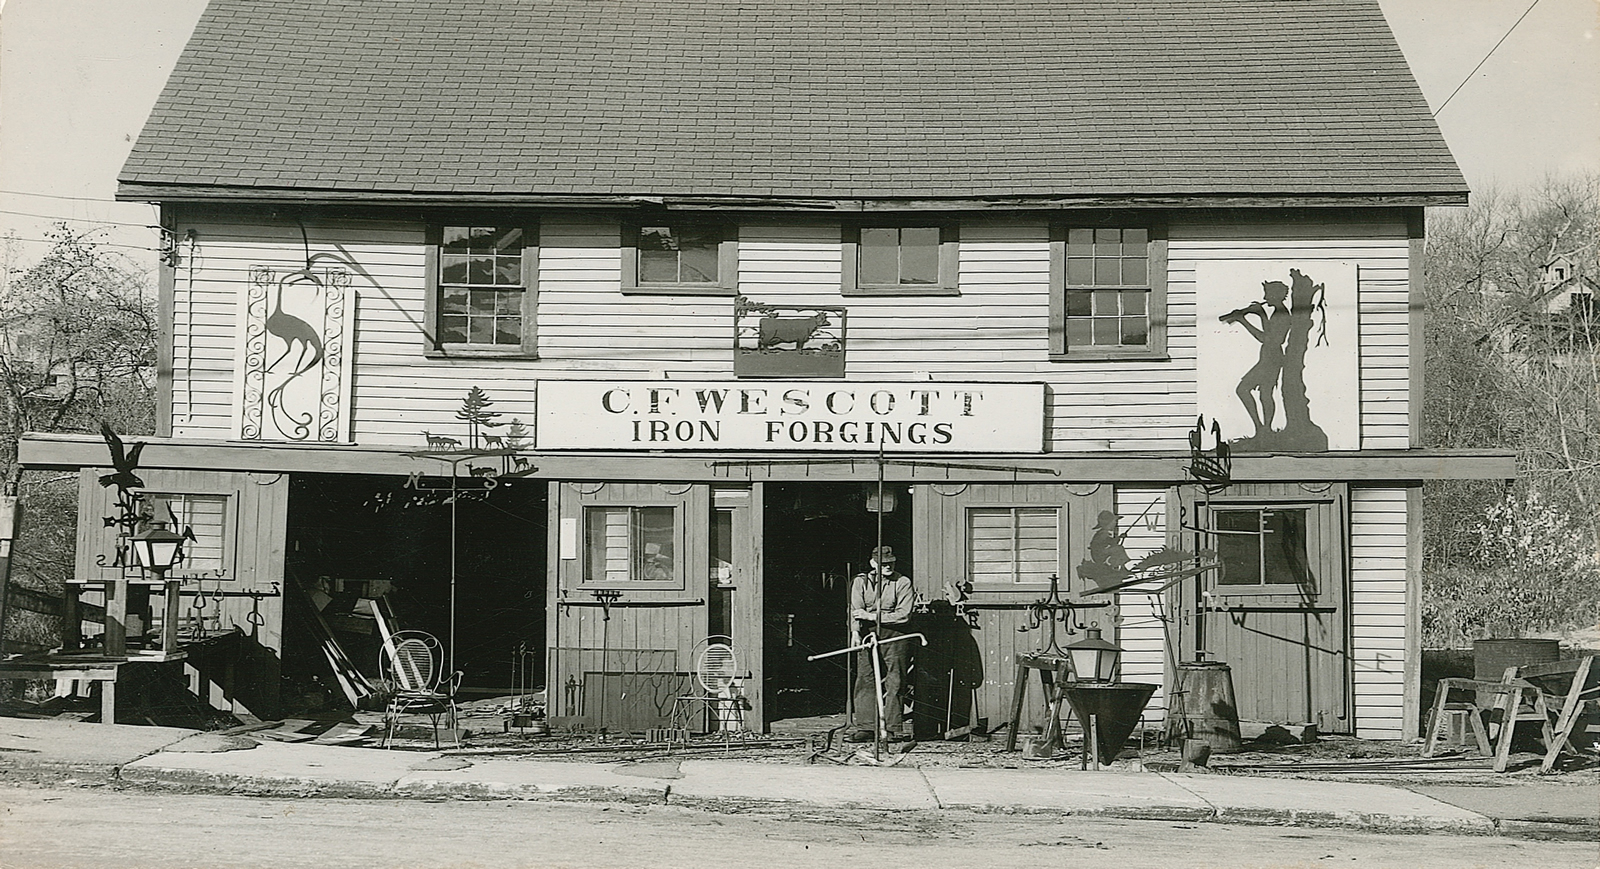 C. F. WESCOTT
IRON FORGINGS
N S
S N
W E
W
E